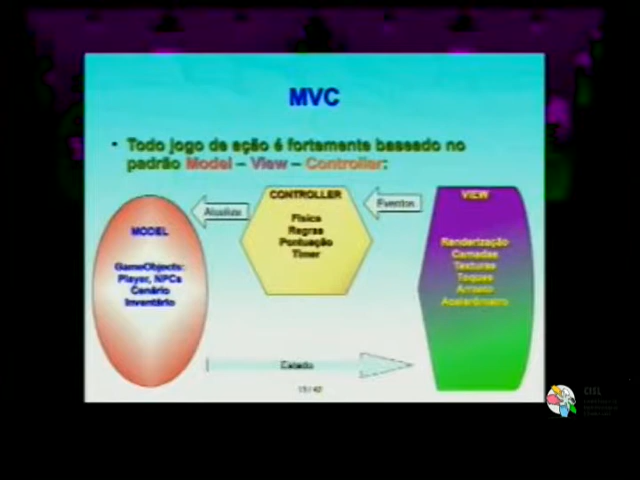 MVC
• Todo jogo de ação é fortemente baseado no
padrão Model – View – Controller:
MODEL
GameObjects:
Player, NPCs
Cenário
Inventário
Atualiza
CONTROLLER
Física
Regras
Pontuação
Timer
Eventos
VIEW
Renderização
Camadas
Texturas
Toques
Arrasto
Acelerômetro
Estado
CISL